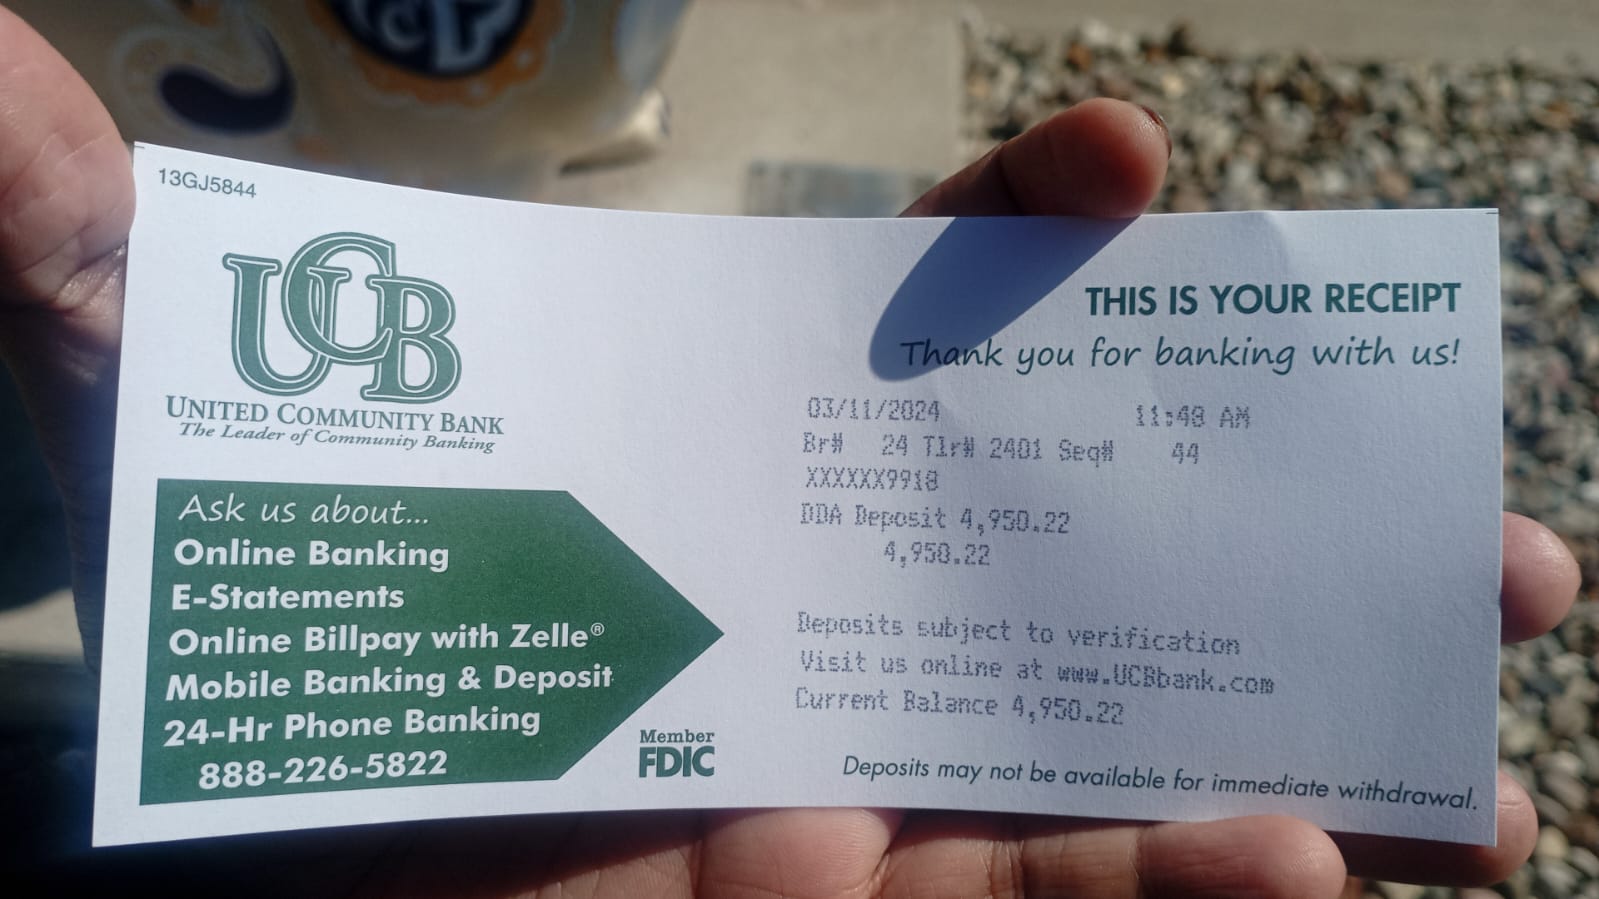 13GJ5844
UCB
UNITED COMMUNITY BANK
The Leader of Community Banking
Ask us about...
Online Banking
E-Statements
Online Billpay with Zelle®
Mobile Banking & Deposit
24-Hr Phone Banking
888-226-5822
Member
FDIC
THIS IS YOUR RECEIPT
Thank you for banking with us!
03/11/2024 11:48 AM
Br# 24 Tlr# 2401 Seq# 44
XXXXXX9918
DDA Deposit 4,950.22
4,950.22
Deposits subject to verification
Visit us online at www.UCBbank.com
Current Balance 4,950.22
Deposits may not be available for immediate withdrawal.